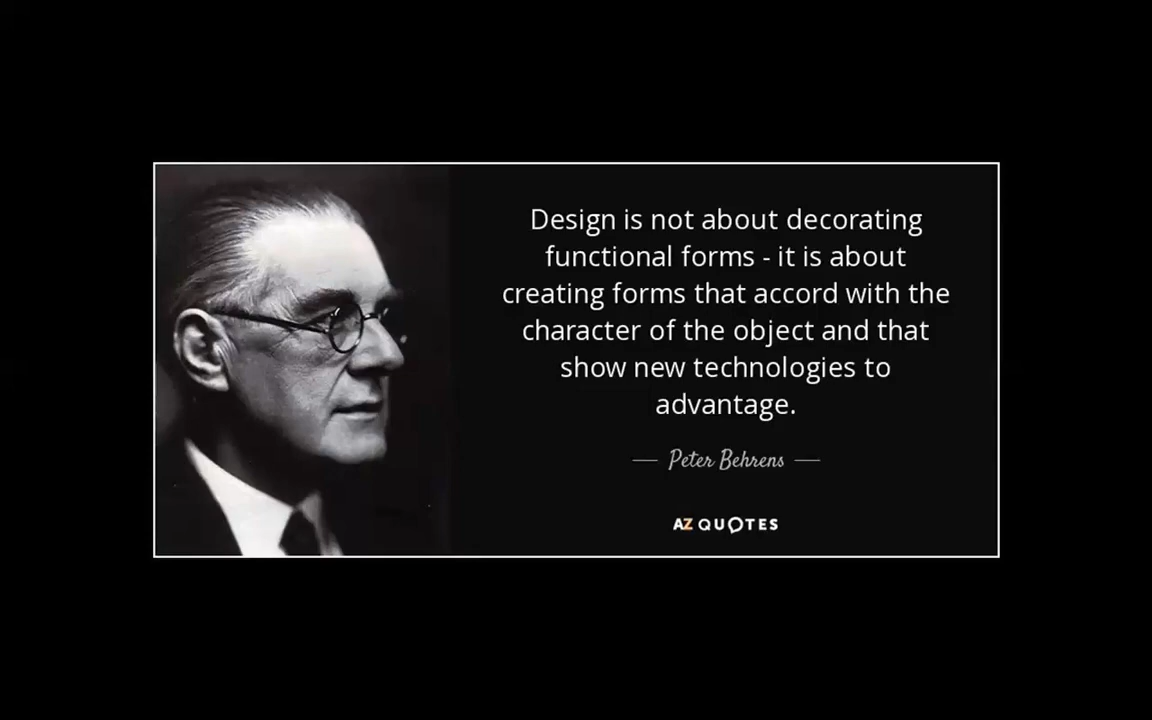 Design is not about decorating
functional forms - it is about
creating forms that accord with the
character of the object and that
show new technologies to
advantage.
Peter Behrens
AZ QUOTES